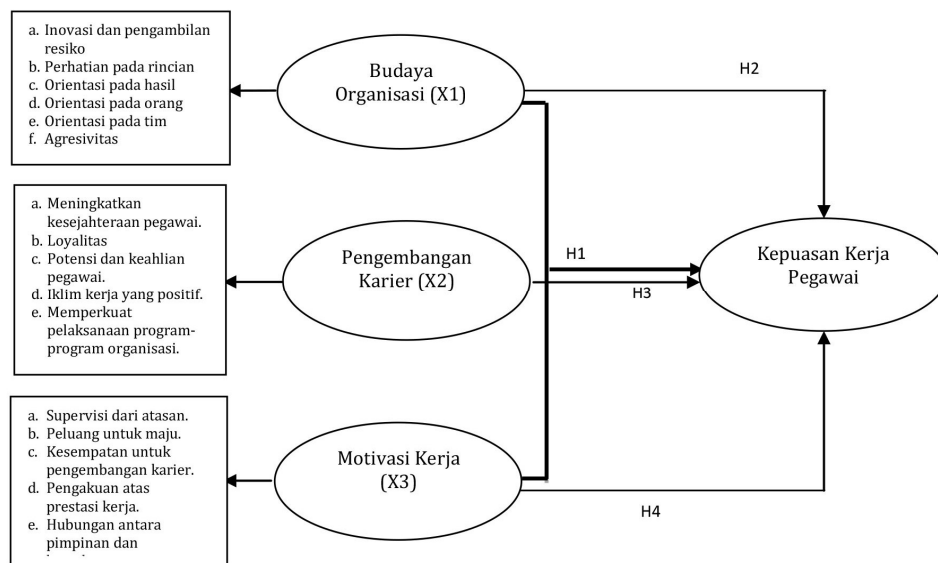 a. Inovasi dan pengambilan
resiko
b. Perhatian pada rincian
c. Orientasi pada hasil
d. Orientasi pada orang
e. Orientasi pada tim
f. Agresivitas
Budaya
Organisasi (X1)
H2
a. Meningkatkan
kesejahteraan pegawai.
b. Loyalitas
c. Potensi dan keahlian
pegawai.
d. Iklim kerja yang positif.
e. Memperkuat
pelaksanaan program-
program organisasi.
Pengembangan
Karier (X2)
H1
H3
Kepuasan Kerja
Pegawai
a. Supervisi dari atasan.
b. Peluang untuk maju.
c. Kesempatan untuk
pengembangan karier.
d. Pengakuan atas
prestasi kerja.
e. Hubungan antara
pimpinan dan
Motivasi Kerja
(X3)
H4